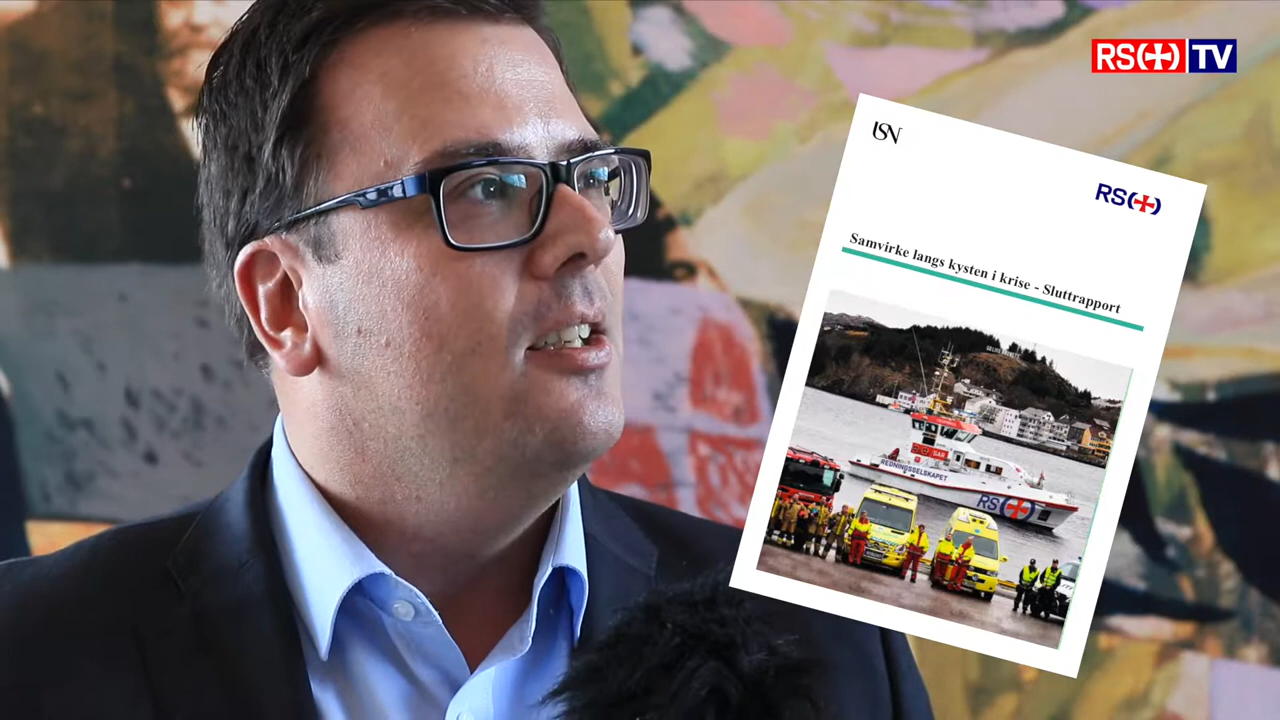 RS TV
USN
RS
Samvirke langs kysten i krise - Sluttrapport
SAR
REDNINGSSELSKAPET
RS